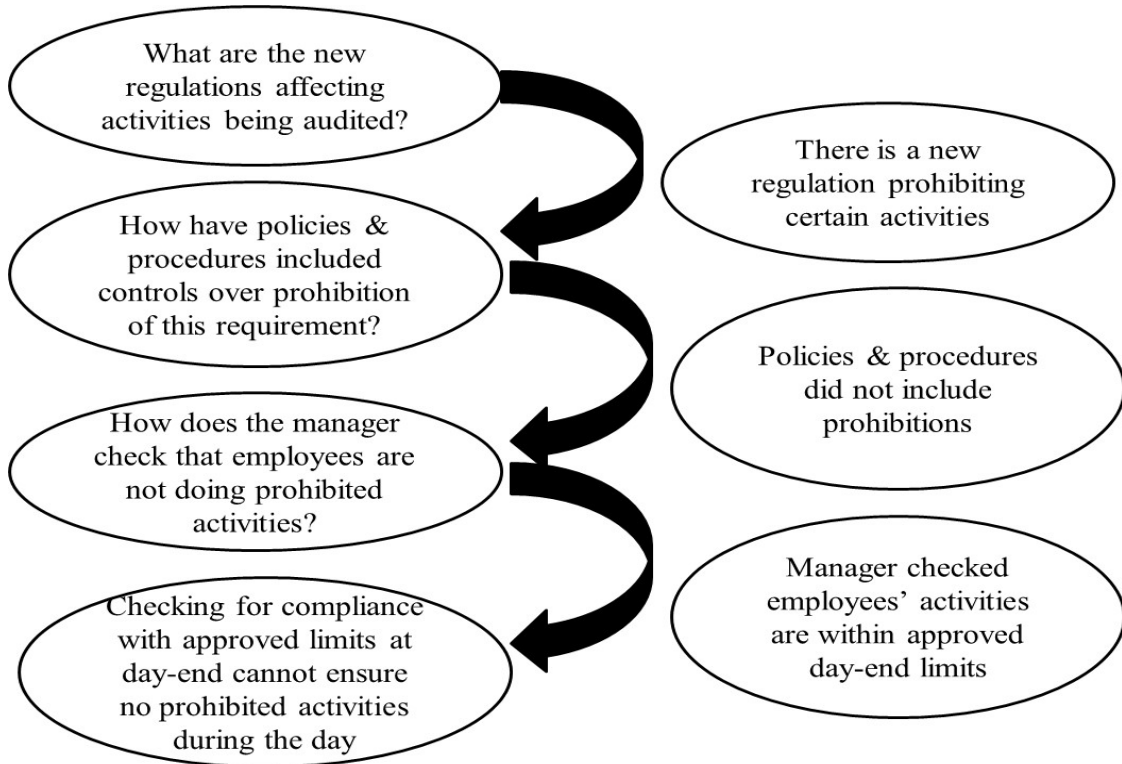 What are the new
regulations affecting
activities being audited?
There is a new
regulation prohibiting
certain activities
How have policies &
procedures included
controls over prohibition
of this requirement?
Policies & procedures
did not include
prohibitions
How does the manager
check that employees are
not doing prohibited
activities?
Manager checked
employees’ activities
are within approved
day-end limits
Checking for compliance
with approved limits at
day-end cannot ensure
no prohibited activities
during the day